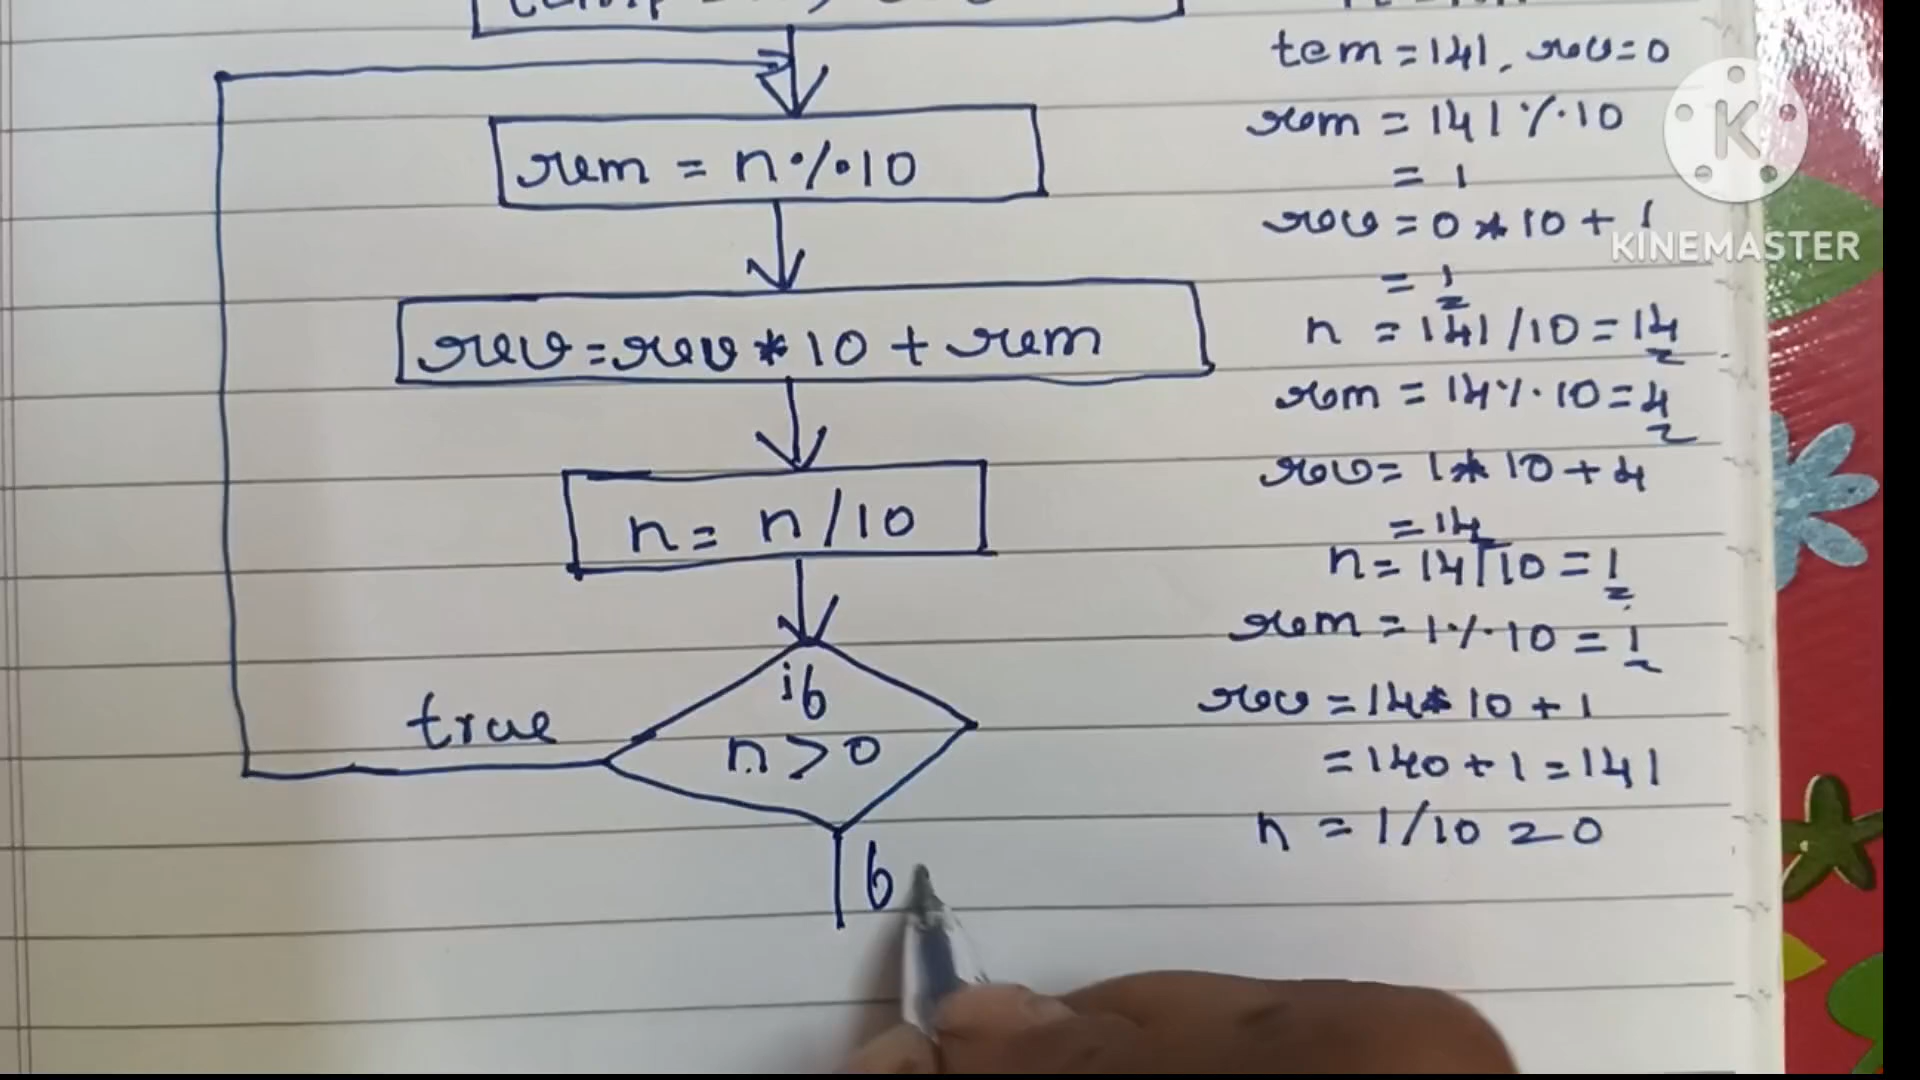 rem = n%10
rev=rev*10 + rem
n = n/10
if
n>0
true
f
tem = 141, rev=0
rem = 141%10
= 1
rev = 0*10+1
= 1
n = 141/10=14
rem = 14%10=4
rev= 1*10+4
= 14
n= 14/10=1
rem = 1%10 = 1
rev = 14*10+1
=140+1=141
n = 1/10=0
K
KINEMASTER